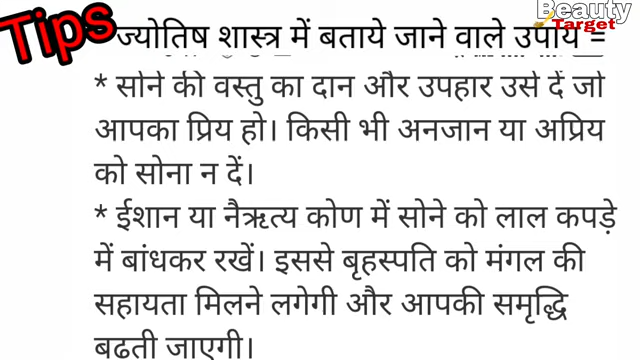 Tips
Beauty
Target
ज्योतिष शास्त्र में बताये जाने वाले उपाय =
* सोने की वस्तु का दान और उपहार उसे दें जो
आपका प्रिय हो। किसी भी अनजान या अप्रिय
को सोना न दें।
* ईशान या नैऋत्य कोण में सोने को लाल कपड़े
में बांधकर रखें। इससे बृहस्पति को मंगल की
सहायता मिलने लगेगी और आपकी समृद्धि
बढ़ती जाएगी।